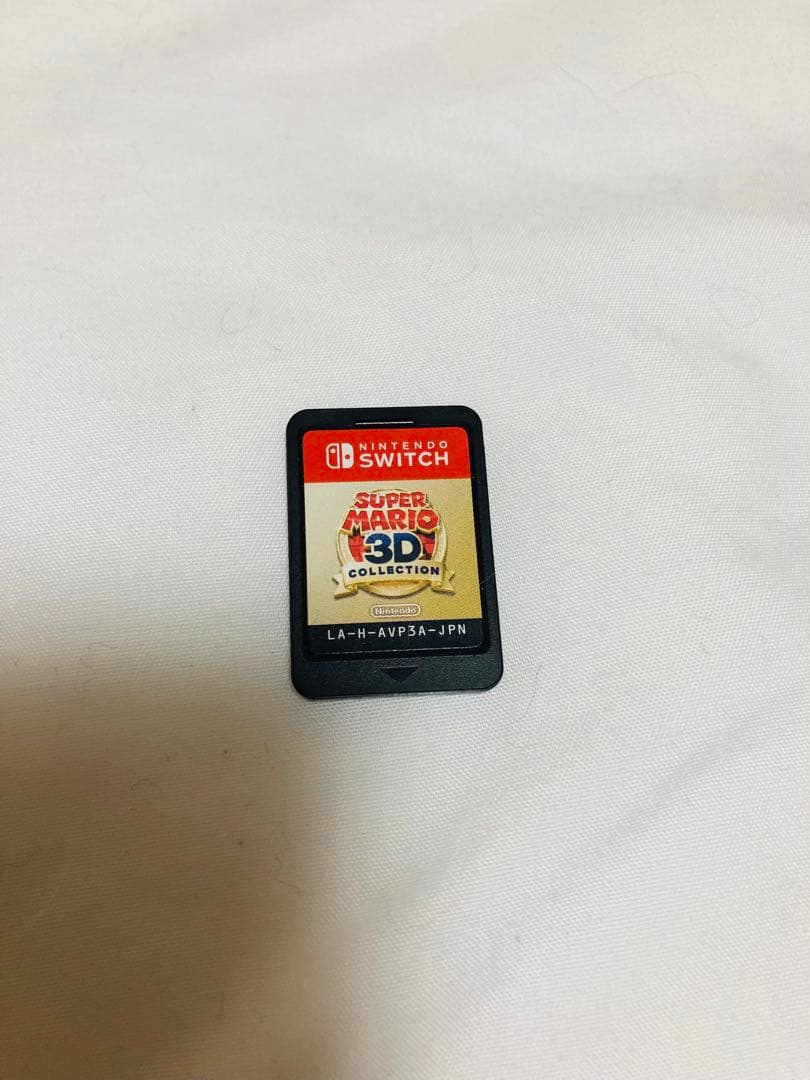 NINTENDO
SWITCH
SUPER
MARIO
3D
COLLECTION
Nintendo
LA-H-AVP3A-JPN